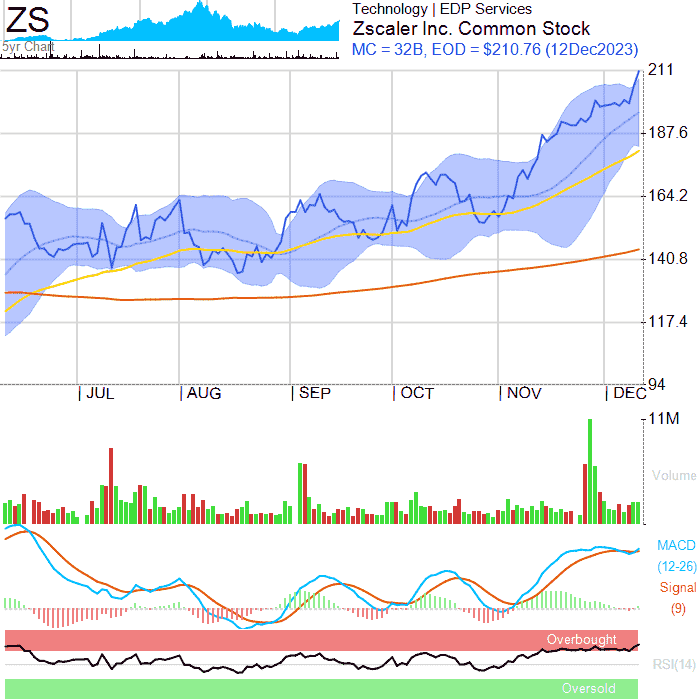 ZS
5yr Chart
Technology | EDP Services
Zscaler Inc. Common Stock
MC = 32B, EOD = $210.76 (12Dec2023)
211
187.6
164.2
140.8
117.4
94
JUL AUG SEP OCT NOV DEC
11M
Volume
MACD
(12-26)
Signal
(9)
Overbought
RSI(14)
Oversold